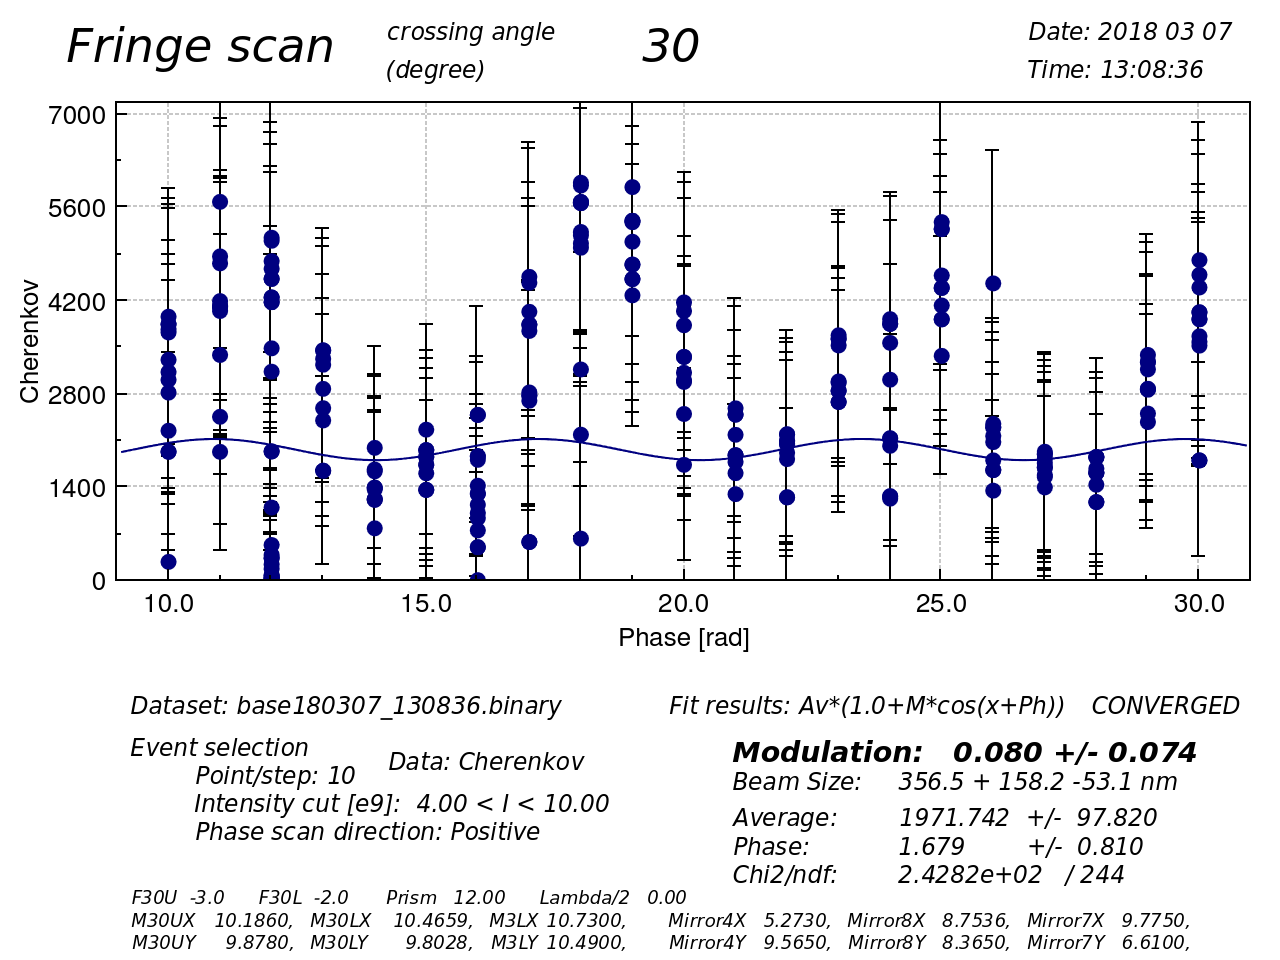 Fringe scan crossing angle (degree) 30 Date: 2018 03 07
Time: 13:08:36
7000
5600
4200
2800
1400
0
Cherenkov
10.0 15.0 20.0 25.0 30.0
Phase [rad]
Dataset: base180307_130836.binary
Event selection
Point/step: 10 Data: Cherenkov
Intensity cut [e9]: 4.00 < I < 10.00
Phase scan direction: Positive
Fit results: Av*(1.0+M*cos(x+Ph)) CONVERGED
Modulation: 0.080 +/- 0.074
Beam Size: 356.5 + 158.2 -53.1 nm
Average: 1971.742 +/- 97.820
Phase: 1.679 +/- 0.810
Chi2/ndf: 2.4282e+02 / 244
F30U -3.0 F30L -2.0 Prism 12.00 Lambda/2 0.00
M30UX 10.1860, M30LX 10.4659, M3LX 10.7300, Mirror4X 5.2730, Mirror8X 8.7536, Mirror7X 9.7750,
M30UY 9.8780, M30LY 9.8028, M3LY 10.4900, Mirror4Y 9.5650, Mirror8Y 8.3650, Mirror7Y 6.6100,